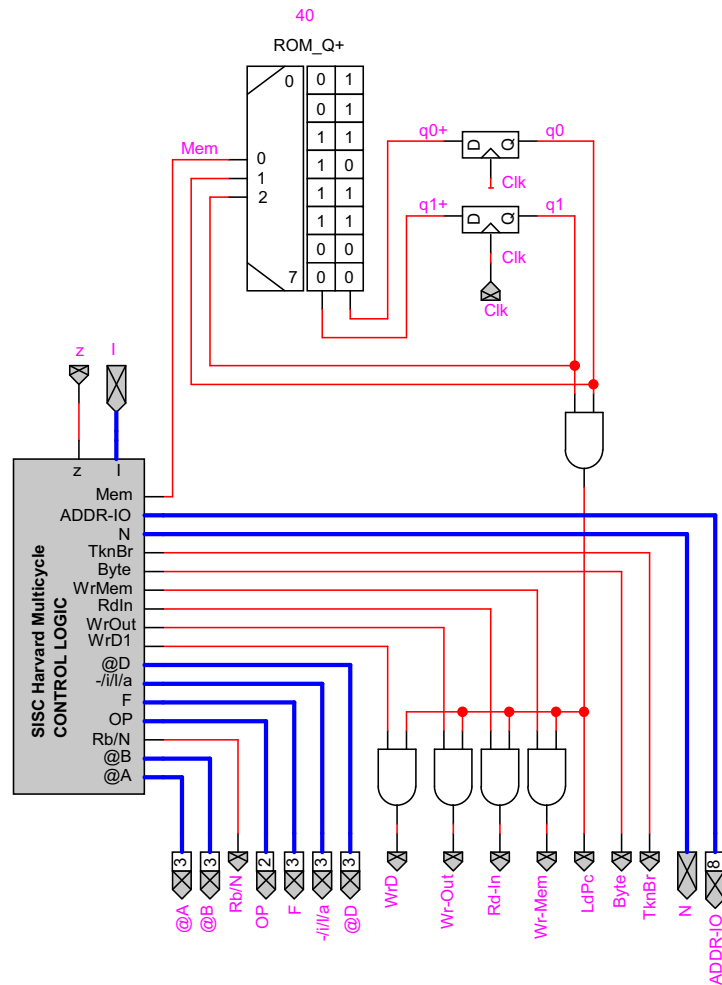 40
ROM_Q+
0 0 1
0 1
1 1
Mem 0 1 0
1 1 1
2 1 1
0 0
7 0 0
q0+ D Q q0
Clk
q1+ D Q q1
Clk
Clk
z I
z I
SISC Harvard Multicycle
CONTROL LOGIC
Mem
ADDR-IO
N
TknBr
Byte
WrMem
RdIn
WrOut
WrD1
@D
-/i/l/a
F
OP
Rb/N
@B
@A
3 3 2 3 3 3 8
@A
@B
Rb/N
OP
F
-/i/l/a
@D
WrD
Wr-Out
Rd-In
Wr-Mem
LdPc
Byte
TknBr
N
ADDR-IO